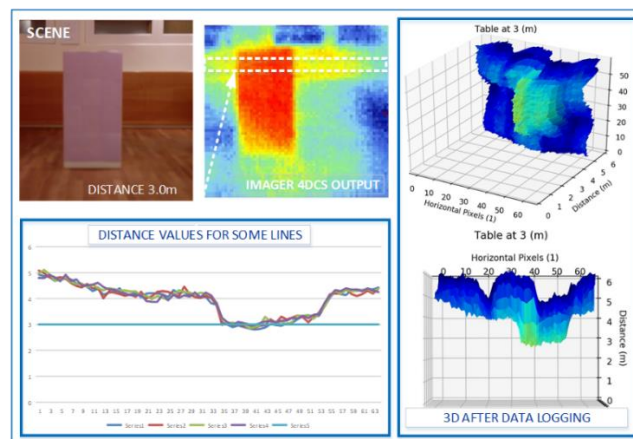 SCENE
DISTANCE 3.0m
IMAGER 4DCS OUTPUT
DISTANCE VALUES FOR SOME LINES
6
5
4
3
2
1
0
1 3 5 7 9 11 13 15 17 19 21 23 25 27 29 31 33 35 37 39 41 43 45 47 49 51 53 55 57 59 61 63
Series1 Series2 Series3 Series4 Series5
Table at 3 (m)
50
40
30
20
10
0
0 10 20 30 40 50 60
Horizontal Pixels (1)
0 1 2 3 4 5 6
Distance (m)
Table at 3 (m)
Horizontal Pixels (1)
0 10 20 30 40 50 60
6
5
4
3
2
1
0
Distance (m)
3D AFTER DATA LOGGING